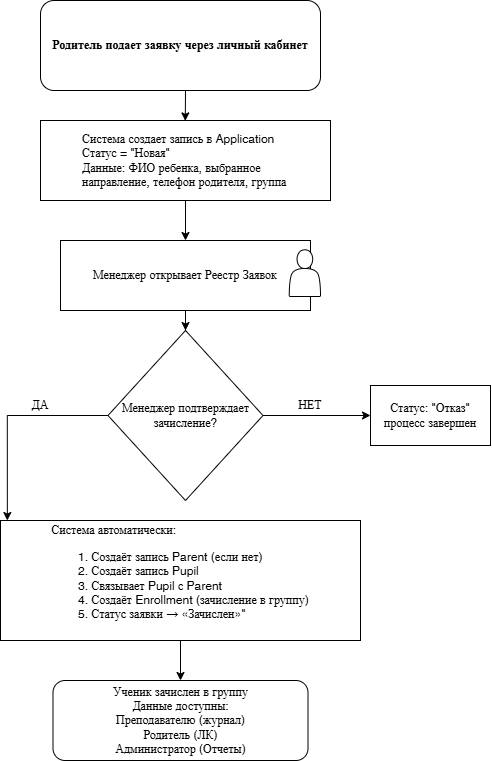 Родитель подает заявку через личный кабинет
Система создает запись в Application
Статус = "Новая"
Данные: ФИО ребенка, выбранное
направление, телефон родителя, группа
Менеджер открывает Реестр Заявок
Менеджер подтверждает
зачисление?
ДА
НЕТ
Статус: "Отказ"
процесс завершен
Система автоматически:
1. Создаёт запись Parent (если нет)
2. Создаёт запись Pupil
3. Связывает Pupil с Parent
4. Создаёт Enrollment (зачисление в группу)
5. Статус заявки → «Зачислен»"
Ученик зачислен в группу
Данные доступны:
Преподавателю (журнал)
Родитель (ЛК)
Администратор (Отчеты)